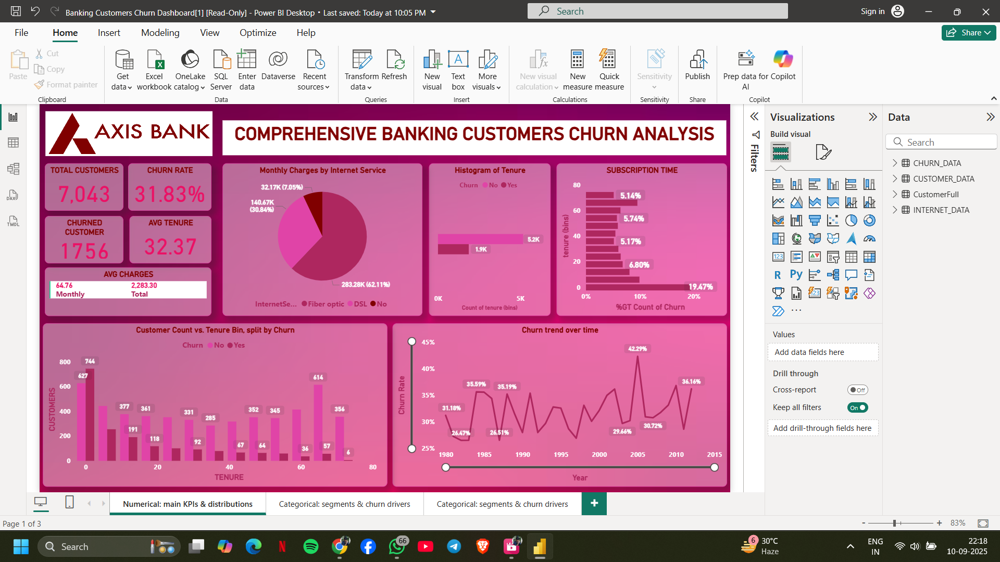 Banking Customers Churn Dashboard[1] [Read-Only] - Power BI Desktop • Last saved: Today at 10:05 PM
Search
Sign in
File
Home
Insert
Modeling
View
Optimize
Help
Share
Paste
Cut
Copy
Format painter
Clipboard
Get data
Excel workbook
OneLake catalog
SQL Server
Enter data
Dataverse
Recent sources
Data
Transform data
Refresh
Queries
New visual
Text box
More visuals
Insert
New visual calculation
New measure
Quick measure
Calculations
Sensitivity
Sensitivity
Publish
Share
Prep data for AI
Copilot
Copilot
DAX
TMDL
AXIS BANK
COMPREHENSIVE BANKING CUSTOMERS CHURN ANALYSIS
TOTAL CUSTOMERS
7,043
CHURN RATE
31.83%
CHURNED
CUSTOMER
1756
AVG TENURE
32.37
AVG CHARGES
64.76 2,283.30
Monthly Total
Monthly Charges by Internet Service
32.17K (7.05%)
140.67K
(30.84%)
283.28K (62.11%)
InternetSe... Fiber optic DSL No
Histogram of Tenure
Churn No Yes
5.2K
1.9K
0K 5K
Count of tenure (bins)
SUBSCRIPTION TIME
tenure (bins)
80
60
40
20
0
5.14%
5.74%
5.17%
6.80%
19.47%
0% 10% 20%
%GT Count of Churn
Customer Count vs. Tenure Bin, split by Churn
Churn No Yes
CUSTOMERS
800
600
400
200
0
627 744 377 191 361 118 331 92 285 67 352 64 345 36 614 57 356 6
0 20 40 60 80
TENURE
Churn trend over time
Churn Rate
45%
40%
35%
30%
25%
31.18% 26.47% 35.59% 26.51% 35.19% 29.66% 42.29% 30.72% 36.16%
1980 1985 1990 1995 2000 2005 2010 2015
Year
Filters
Visualizations
Build visual
123
R
Py
123
...
Values
Add data fields here
Drill through
Cross-report
Off
Keep all filters
On
Add drill-through fields here
Data
Search
CHURN_DATA
CUSTOMER_DATA
CustomerFull
INTERNET_DATA
Numerical: main KPIs & distributions
Categorical: segments & churn drivers
Categorical: segments & churn drivers
+
Page 1 of 3
- + 83%
Search
66
6
30°C
Haze
ENG
IN
22:18
10-09-2025